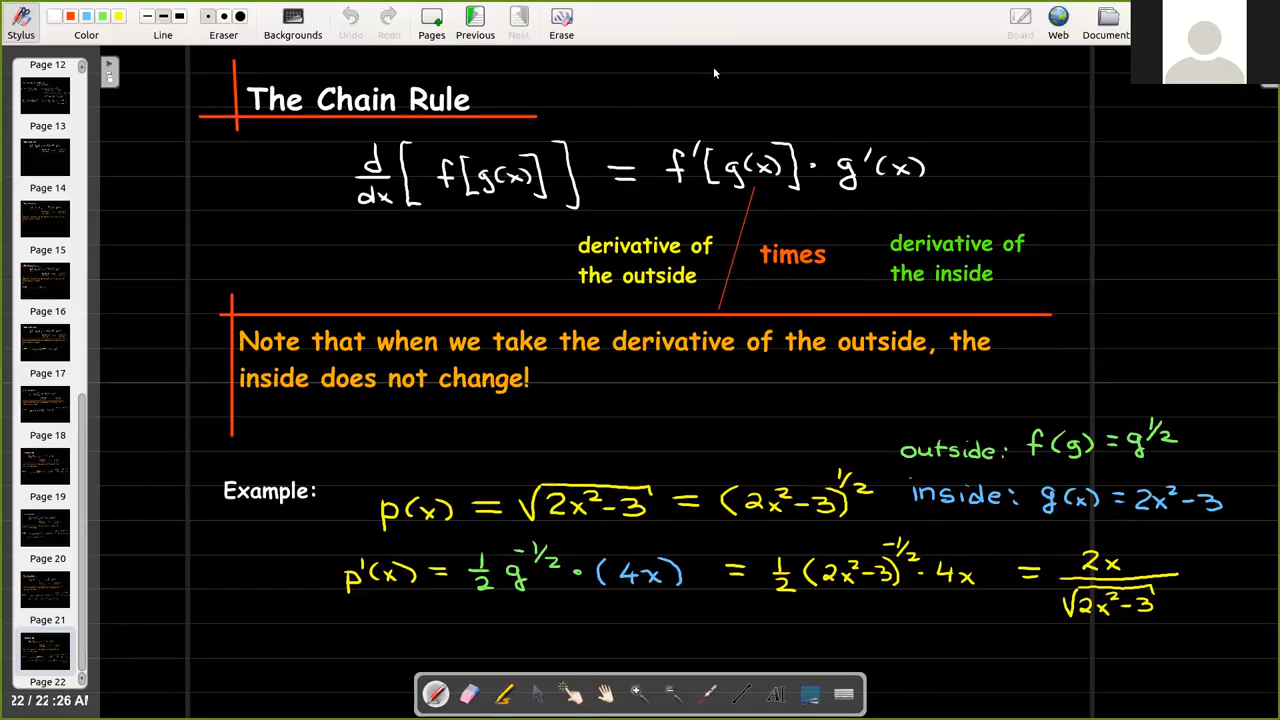 Stylus
Color
Line
Eraser
Backgrounds
Undo
Redo
Pages
Previous
Next
Erase
Board
Web
Document
Page 12
Page 13
Page 14
Page 15
Page 16
Page 17
Page 18
Page 19
Page 20
Page 21
Page 22
22 / 22
:26 AM
The Chain Rule
d/dx [ f[g(x)] ] = f'[g(x)] · g'(x)
derivative of the outside
times
derivative of the inside
Note that when we take the derivative of the outside, the
inside does not change!
outside: f(g) = g^1/2
inside: g(x) = 2x² - 3
Example:
p(x) = √(2x²-3) = (2x²-3)^1/2
p'(x) = 1/2 g^-1/2 · (4x) = 1/2 (2x²-3)^-1/2 · 4x = 2x/√(2x²-3)
AI